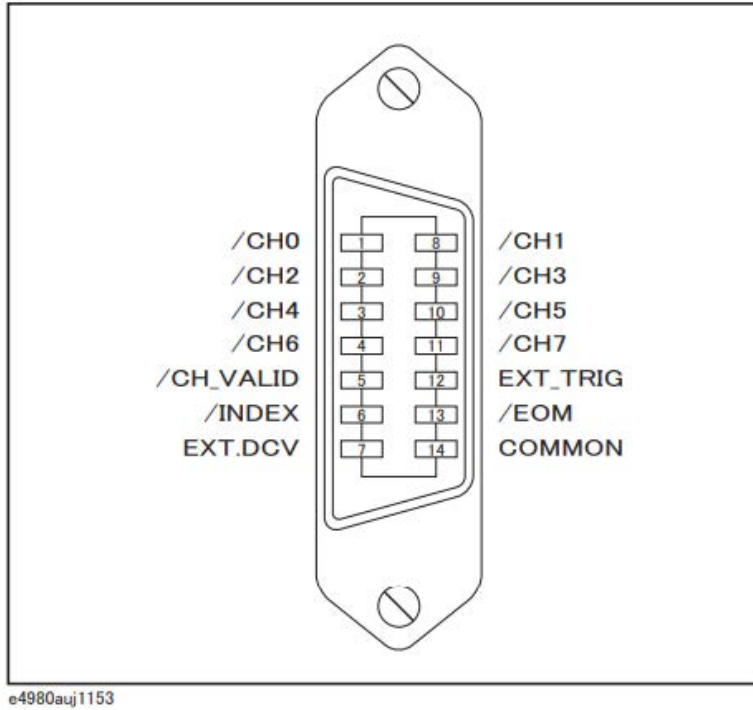 /CH0 1 8 /CH1
/CH2 2 9 /CH3
/CH4 3 10 /CH5
/CH6 4 11 /CH7
/CH_VALID 5 12 EXT_TRIG
/INDEX 6 13 /EOM
EXT.DCV 7 14 COMMON
e4980auj1153